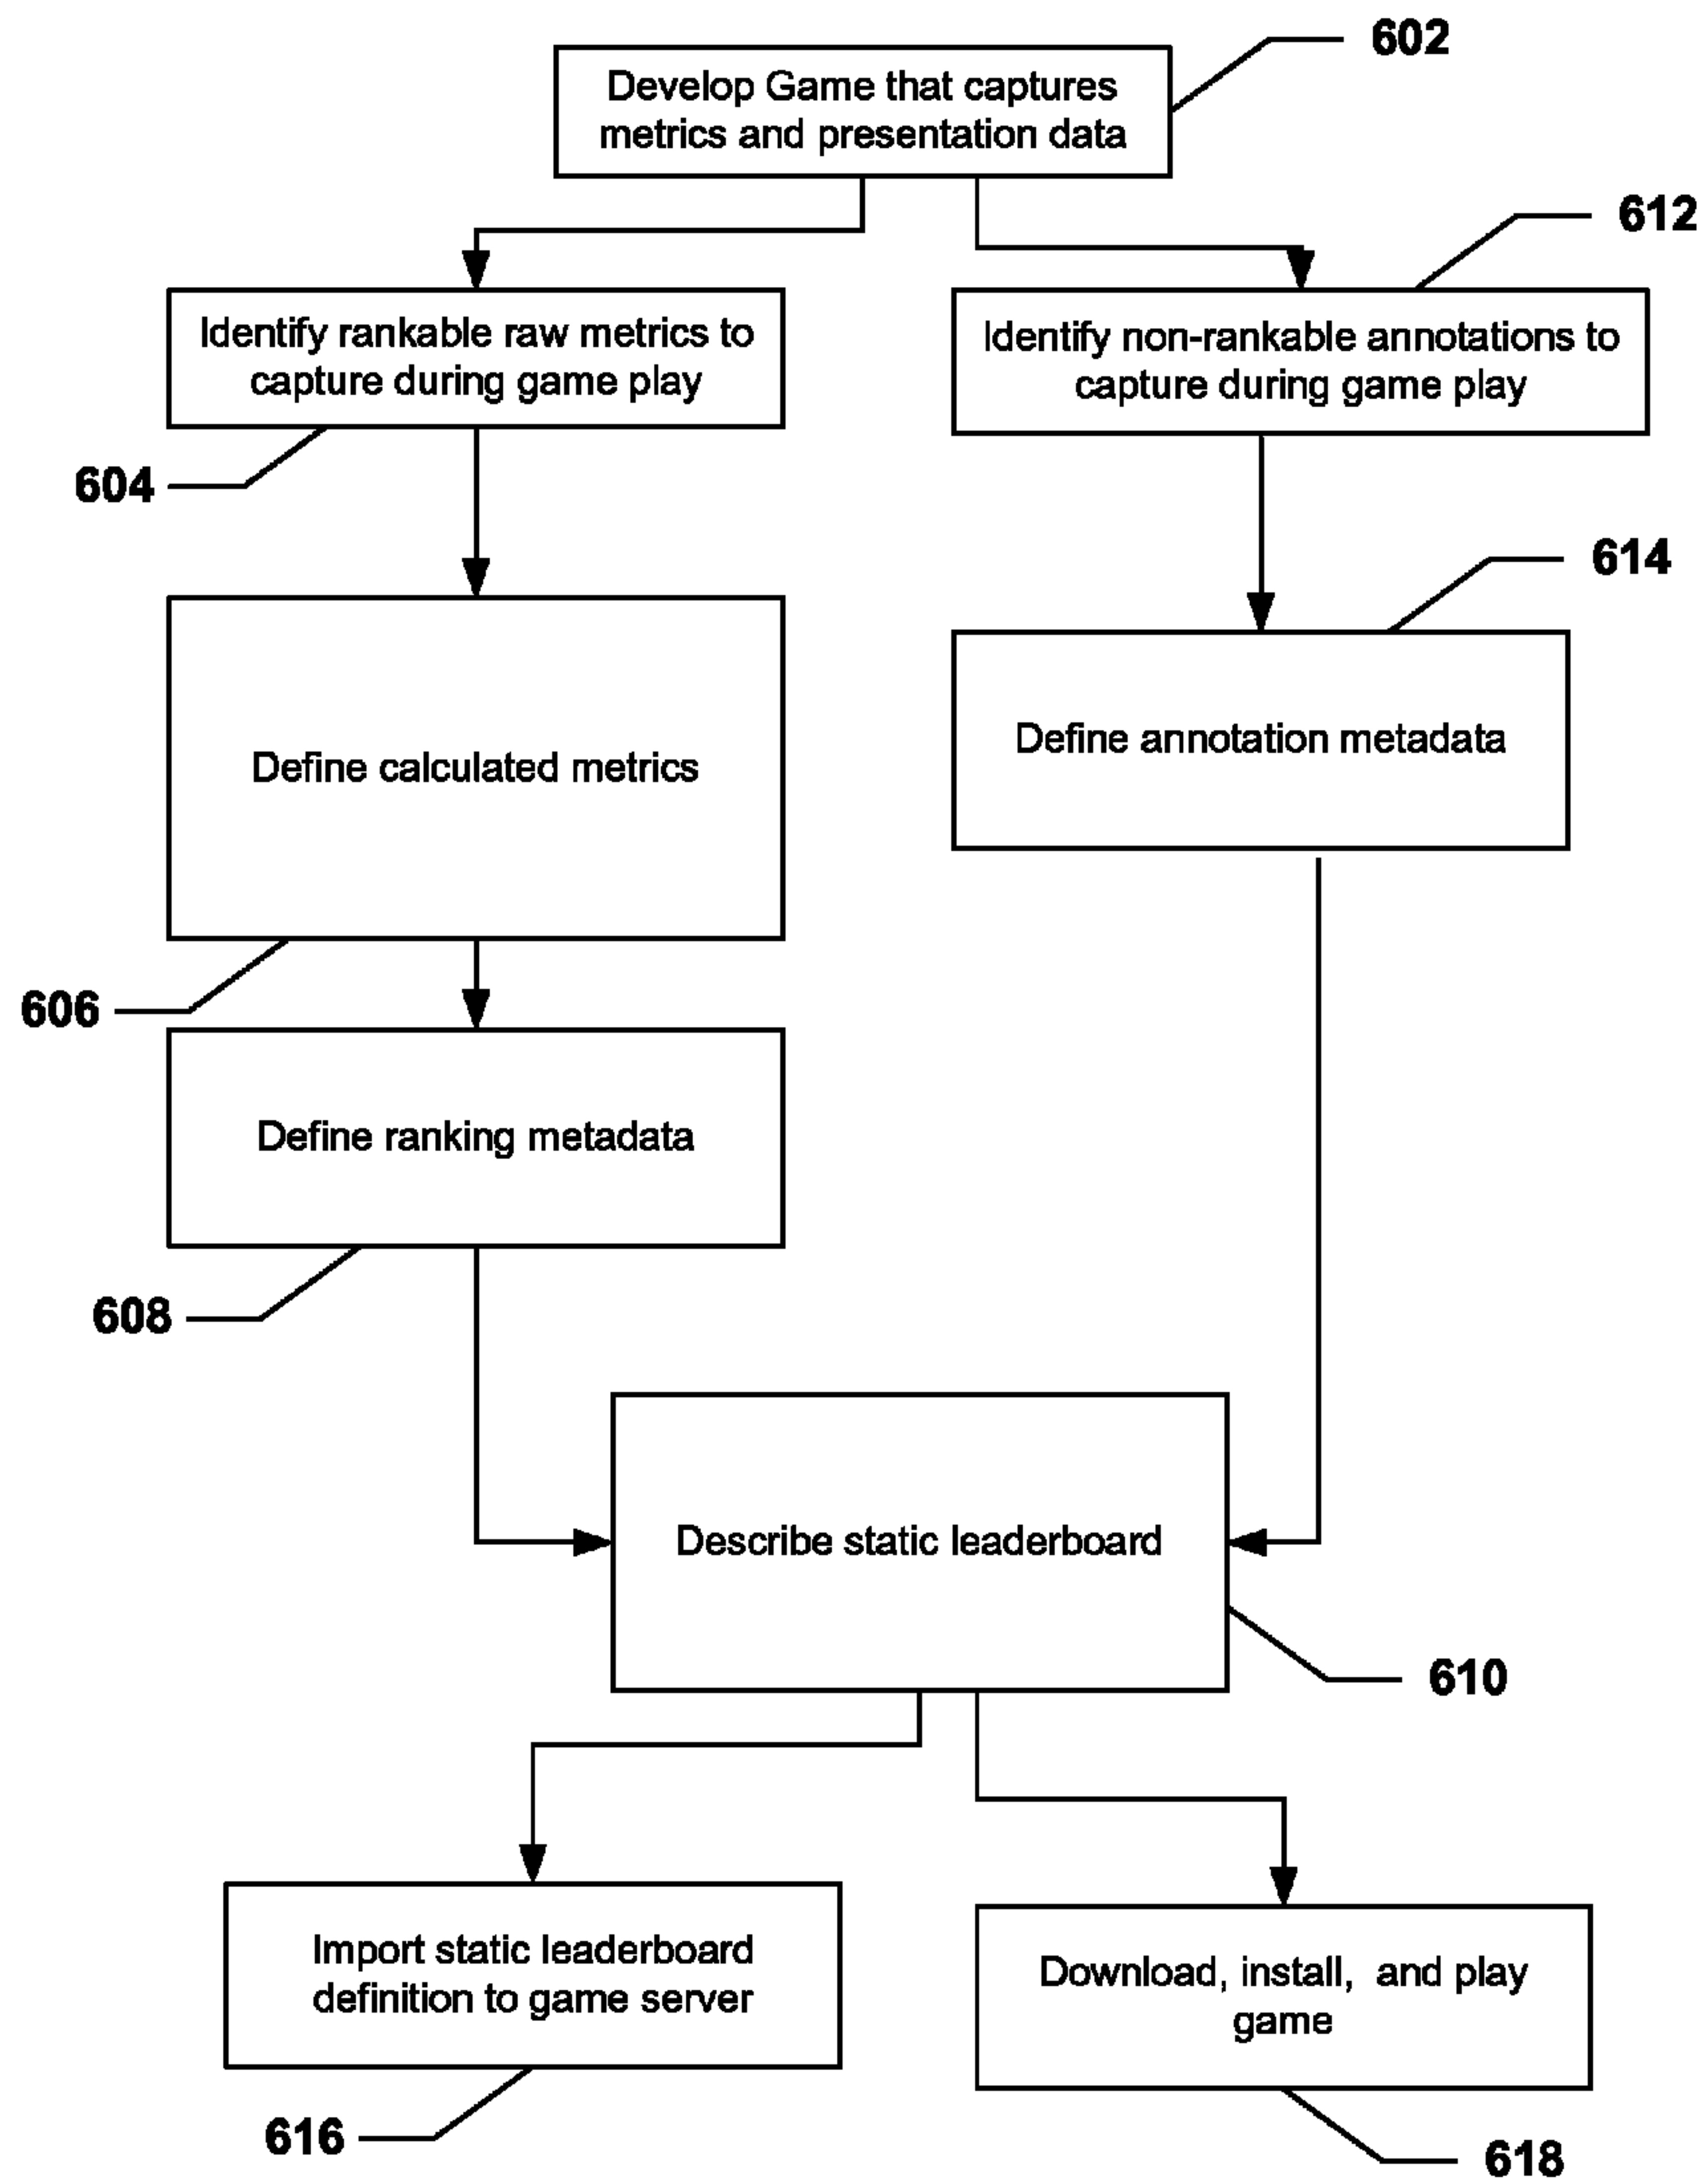 602
Develop Game that captures
metrics and presentation data
612
Identify rankable raw metrics to
capture during game play
Identify non-rankable annotations to
capture during game play
604
614
Define calculated metrics
Define annotation metadata
606
Define ranking metadata
608
Describe static leaderboard
610
Import static leaderboard
definition to game server
Download, install, and play
game
616
618